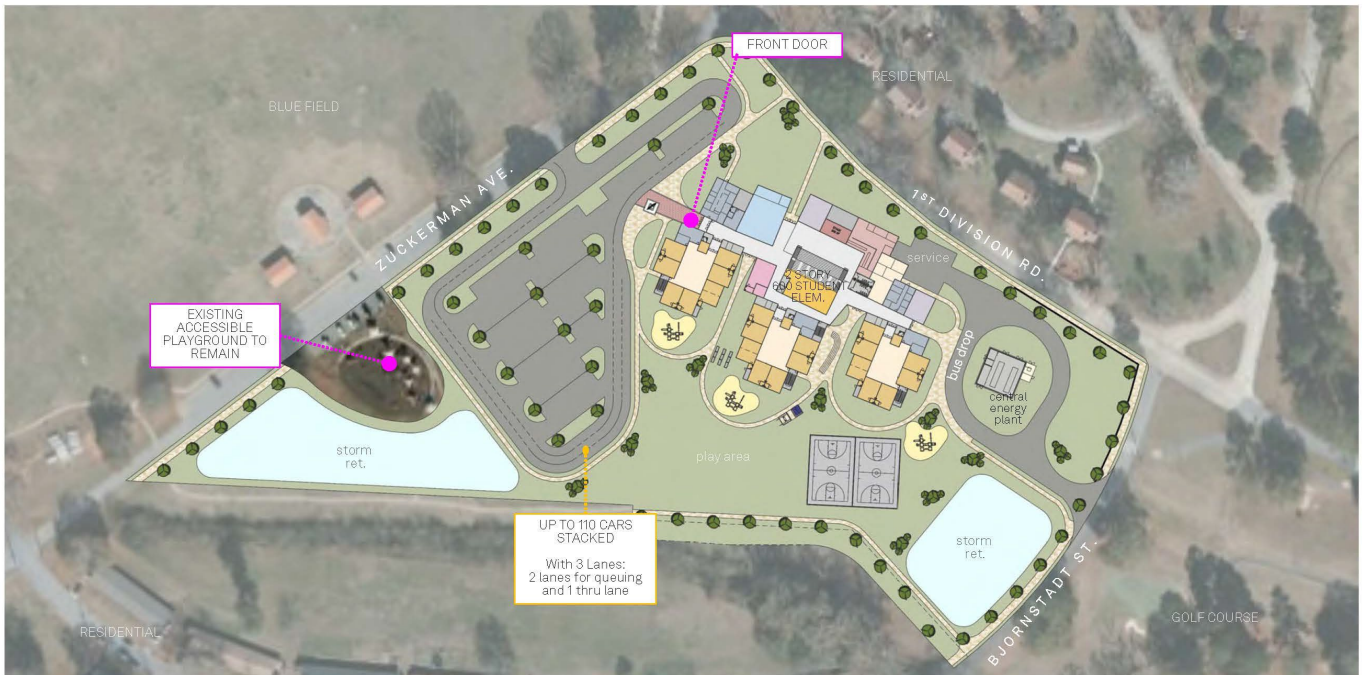 FRONT DOOR
RESIDENTIAL
BLUE FIELD
ZUCKERMAN AVE.
1ST DIVISION RD.
service
2 STORY
600 STUDENT
ELEM.
EXISTING
ACCESSIBLE
PLAYGROUND TO
REMAIN
bus drop
central
energy
plant
storm
ret.
play area
UP TO 110 CARS
STACKED
With 3 Lanes:
2 lanes for queuing
and 1 thru lane
storm
ret.
BJORNSTADT ST.
GOLF COURSE
RESIDENTIAL